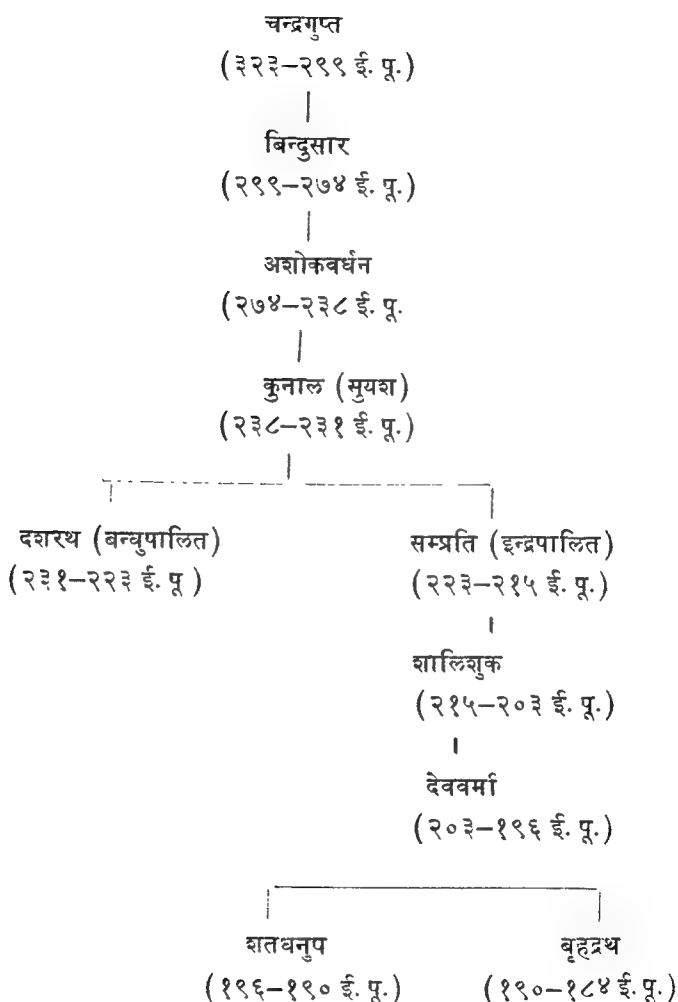 चन्द्रगुप्त
(३२३–२९९ ई. पू.)
बिन्दुसार
(२९९–२७४ ई. पू.)
अशोकवर्धन
(२७४–२३८ ई. पू.
कुनाल (सुयश)
(२३८–२३१ ई. पू.)
दशरथ (बन्धुपालित) सम्प्रति (इन्द्रपालित)
(२३१–२२३ ई. पू ) (२२३–२१५ ई. पू.)
शालिशुक
(२१५–२०३ ई. पू.)
देववर्मा
(२०३–१९६ ई. पू.)
शतधनुप बृहद्रथ
(१९६–१९० ई. पू.) (१९०–१८४ ई. पू.)